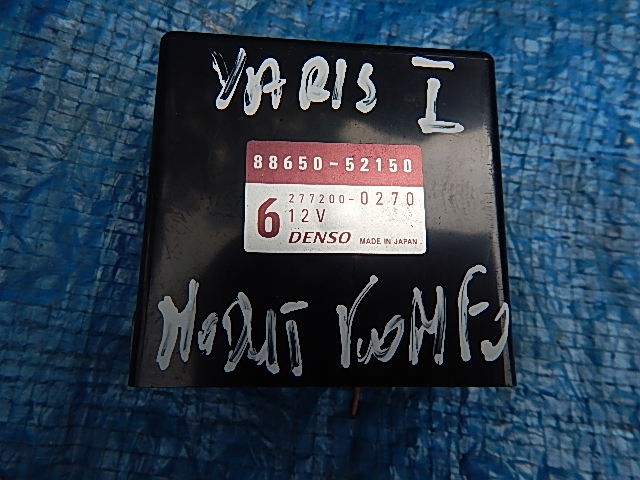 YARIS I
88650-52150
277200-0270
6 12V
DENSO MADE IN JAPAN